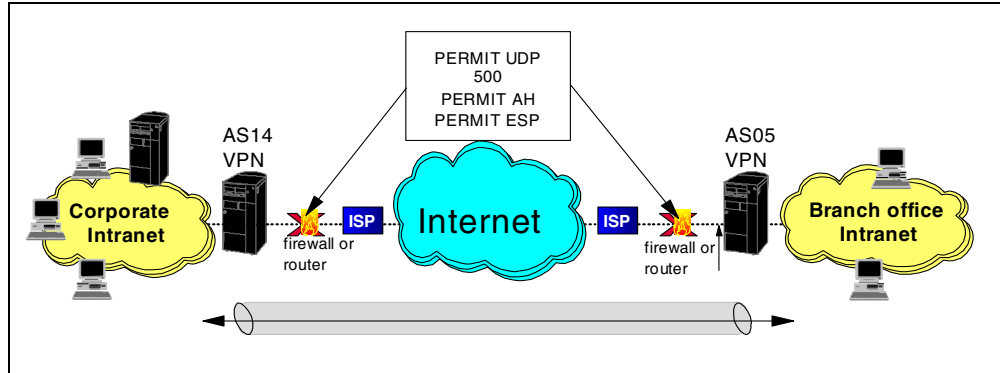 PERMIT UDP
500
PERMIT AH
PERMIT ESP
AS14
VPN
AS05
VPN
Corporate
Intranet
firewall or
router
ISP
Internet
ISP
firewall or
router
Branch office
Intranet